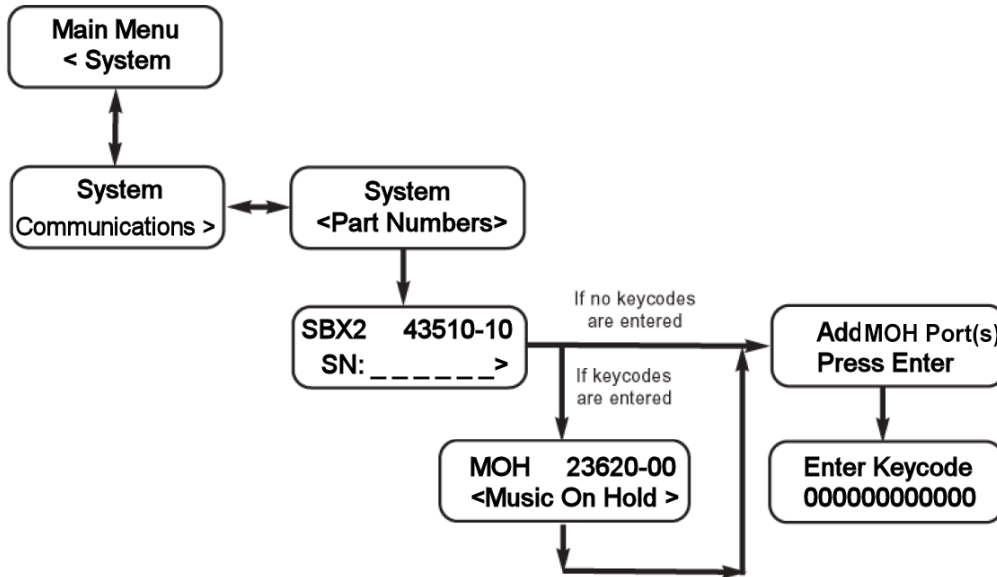 Main Menu
< System
System
Communications >
System
<Part Numbers>
SBX2 43510-10
SN: _ _ _ _ _ _ >
If no keycodes
are entered
If keycodes
are entered
Add MOH Port(s)
Press Enter
MOH 23620-00
<Music On Hold >
Enter Keycode
000000000000